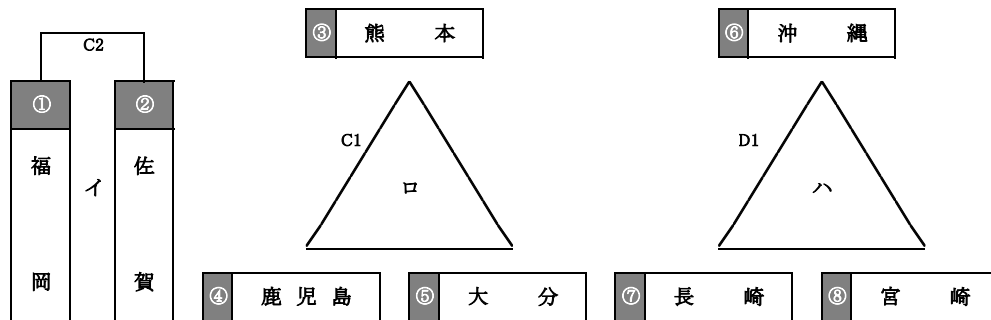 ③ 熊 本
⑥ 沖 縄
C2
① ②
C1
D1
福 岡
イ
佐 賀
ロ
ハ
④ 鹿 児 島
⑤ 大 分
⑦ 長 崎
⑧ 宮 崎